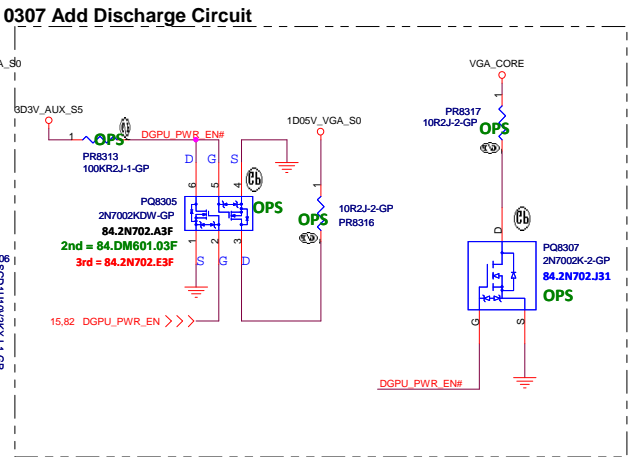 0307 Add Discharge Circuit
3D3V_AUX_S5
1
OPS
DGPU_PWR_EN#
PR8313
100KR2J-1-GP
D G S
6 5 4
PQ8305
2N7002KDW-GP
84.2N702.A3F
2nd = 84.DM601.03F
3rd = 84.2N702.E3F
OPS
1 2 3
S G D
15,82 DGPU_PWR_EN
1D05V_VGA_S0
1
10R2J-2-GP
OPS
PR8316
VGA_CORE
1
PR8317
10R2J-2-GP
OPS
D
PQ8307
2N7002K-2-GP
84.2N702.J31
OPS
G
S
DGPU_PWR_EN#